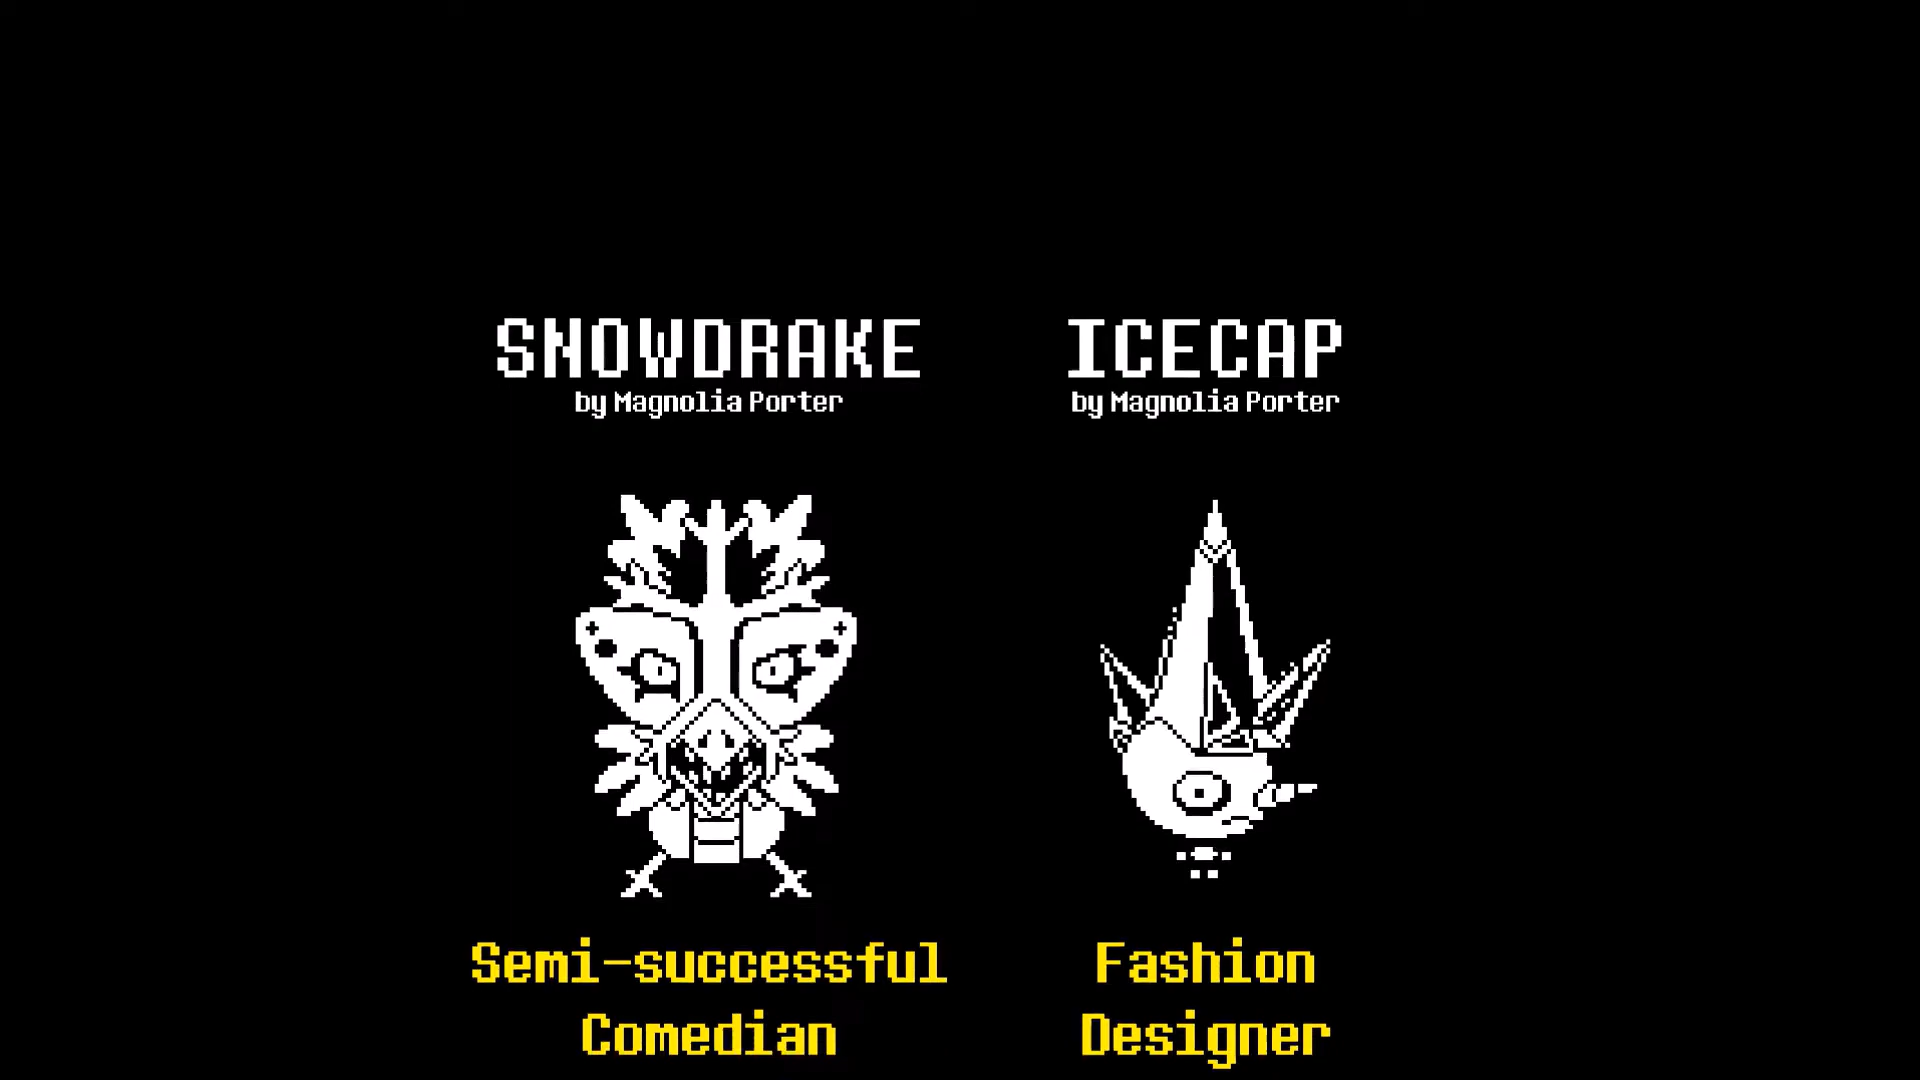 SNOWDRAKE
by Magnolia Porter
ICECAP
by Magnolia Porter
Semi-successful
Comedian
Fashion
Designer